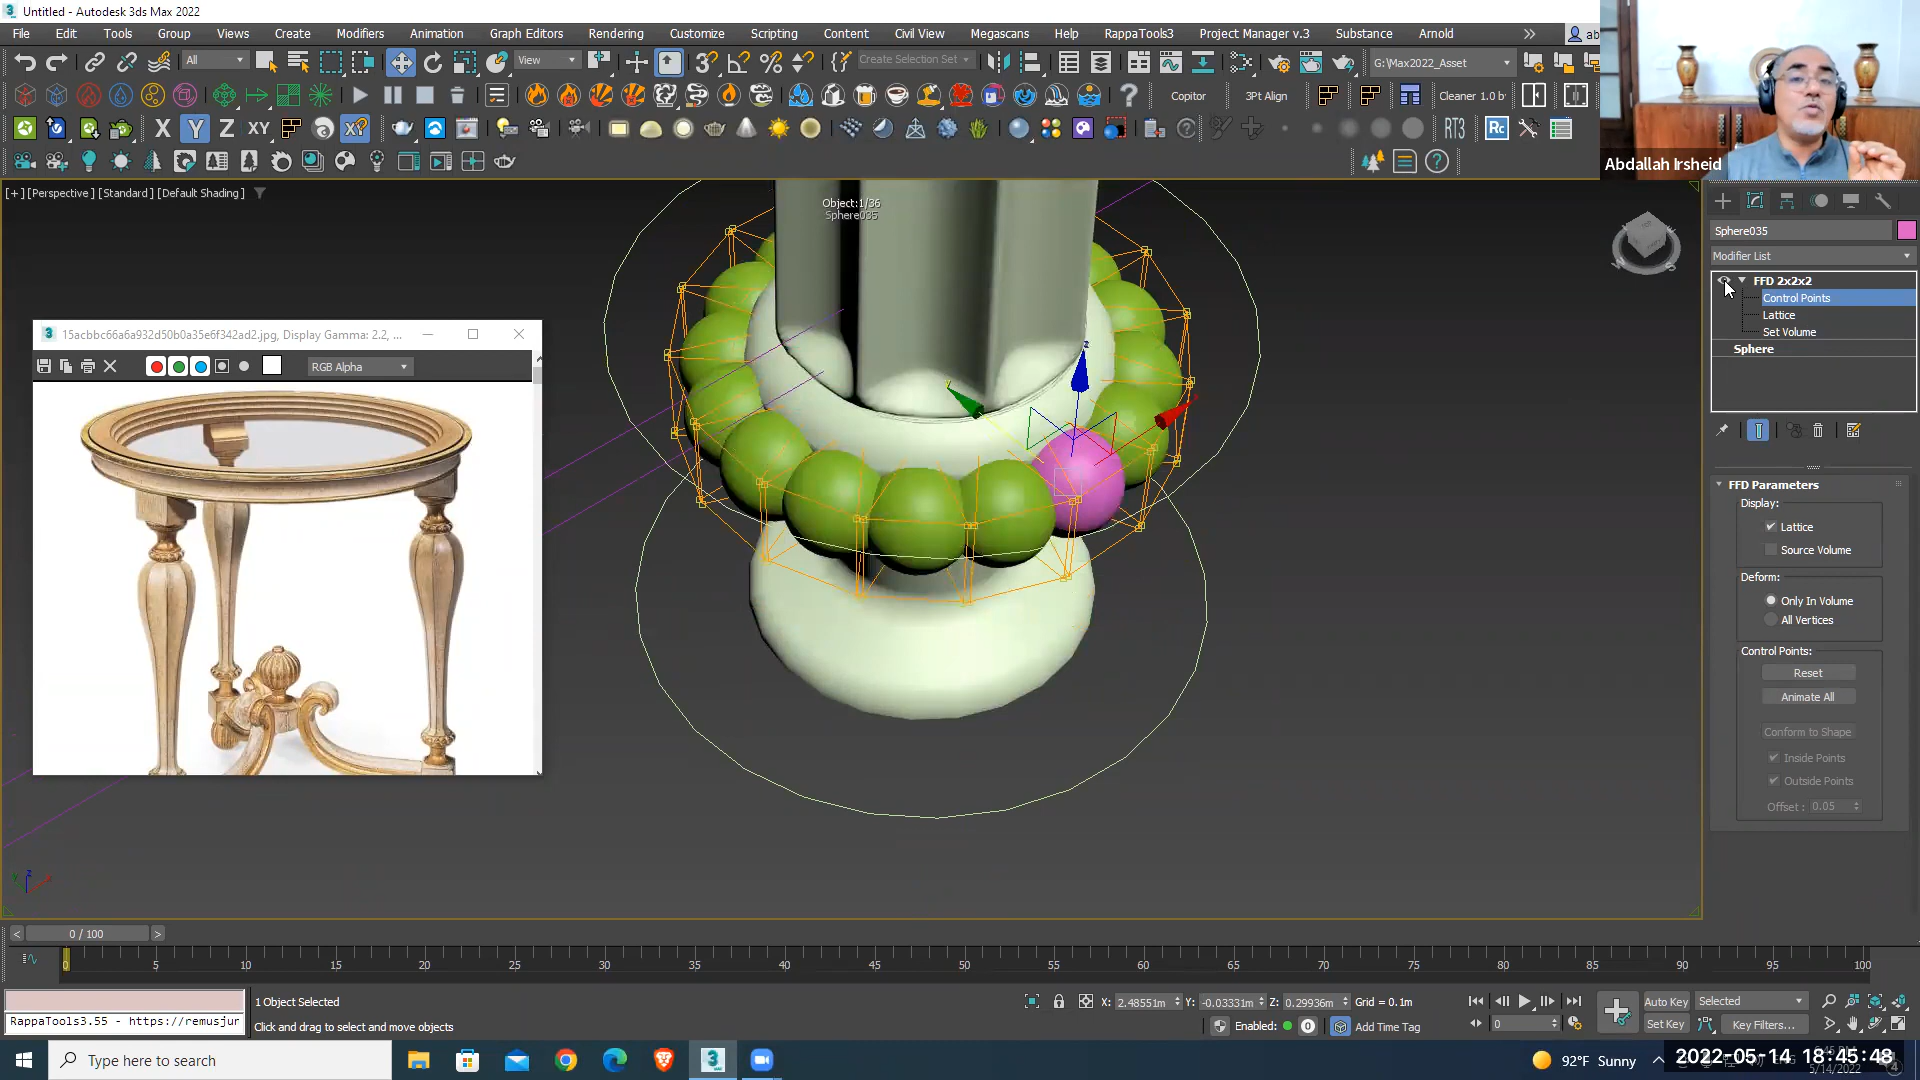 Untitled - Autodesk 3ds Max 2022
File Edit Tools Group Views Create Modifiers Animation Graph Editors Rendering Customize Scripting Content Civil View Megascans Help RappaTools3 Project Manager v.3 Substance Arnold
All View Create Selection Set G:\Max2022_Asset
Copitor 3Pt Align Cleaner 1.0 b
X Y Z XY RT3 Rc
Abdallah Irsheid
[+] [Perspective] [Standard] [Default Shading]
Object:1/36
Sphere035
Sphere035
Modifier List
FFD 2x2x2
Control Points
Lattice
Set Volume
Sphere
15acbbc66a6a932d50b0a35e6f342ad2.jpg, Display Gamma: 2.2, ...
RGB Alpha
FFD Parameters
Display:
Lattice
Source Volume
Deform:
Only In Volume
All Vertices
Control Points:
Reset
Animate All
Conform to Shape
Inside Points
Outside Points
Offset : 0.05
0 / 100
0 5 10 15 20 25 30 35 40 45 50 55 60 65 70 75 80 85 90 95 100
1 Object Selected
X: 2.48551m Y: -0.03331m Z: 0.29936m Grid = 0.1m
Auto Key Selected
RappaTools3.55 - https://remusjur
Click and drag to select and move objects
Enabled: 0 Add Time Tag
0
Set Key Key Filters...
Type here to search
92°F Sunny
2022-05-14 18:45:48
5/14/2022